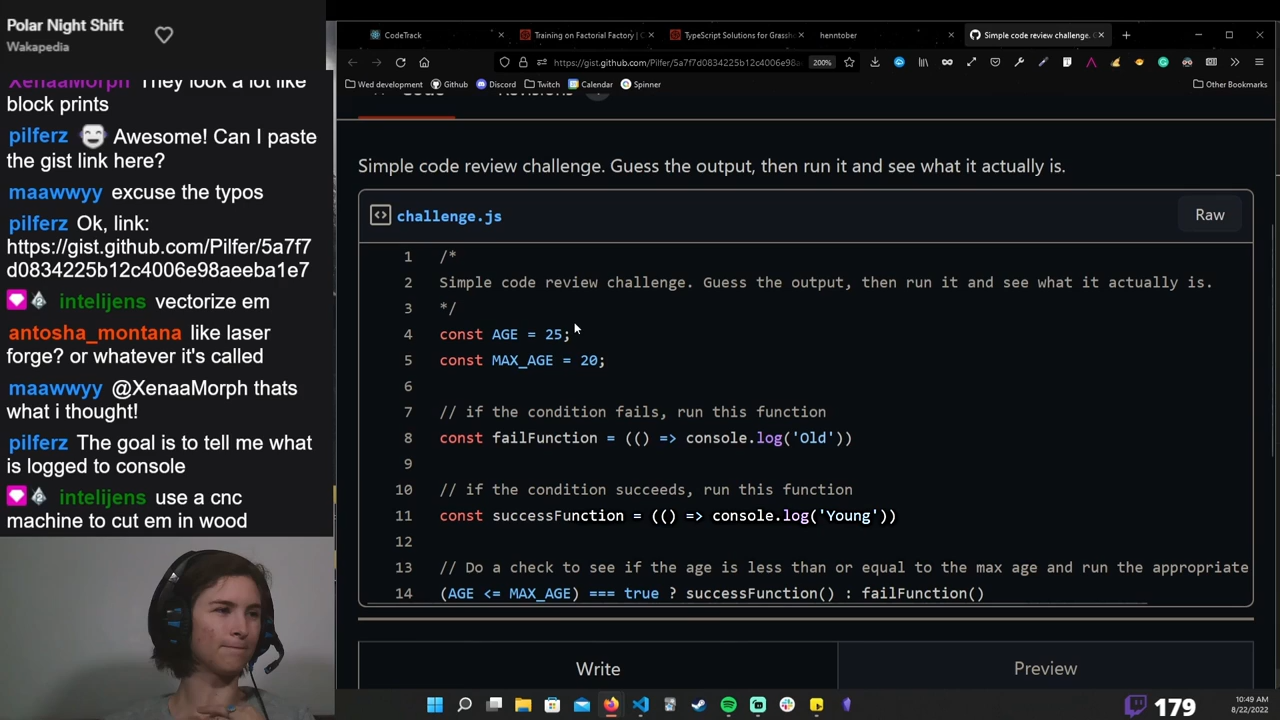 Polar Night Shift
Wakapedia
XenaaMorph They look a lot like
block prints
pilferz Awesome! Can I paste
the gist link here?
maawwyy excuse the typos
pilferz Ok, link:
https://gist.github.com/Pilfer/5a7f7
d0834225b12c4006e98aeeba1e7
intelijens vectorize em
antosha_montana like laser
forge? or whatever it's called
maawwyy @XenaaMorph thats
what i thought!
pilferz The goal is to tell me what
is logged to console
intelijens use a cnc
machine to cut em in wood
CodeTrack
Training on Factorial Factory | C
TypeScript Solutions for Grassh
henntober
Simple code review challenge. G
https://gist.github.com/Pilfer/5a7f7d0834225b12c4006e98a
200%
Wed development
Github
Discord
Twitch
Calendar
Spinner
Other Bookmarks
Code
Revisions
Simple code review challenge. Guess the output, then run it and see what it actually is.
challenge.js
Raw
1 /*
2 Simple code review challenge. Guess the output, then run it and see what it actually is.
3 */
4 const AGE = 25;
5 const MAX_AGE = 20;
6
7 // if the condition fails, run this function
8 const failFunction = (() => console.log('Old'))
9
10 // if the condition succeeds, run this function
11 const successFunction = (() => console.log('Young'))
12
13 // Do a check to see if the age is less than or equal to the max age and run the appropriate
14 (AGE <= MAX_AGE) === true ? successFunction() : failFunction()
Write
Preview
10:49 AM
8/22/2022
179